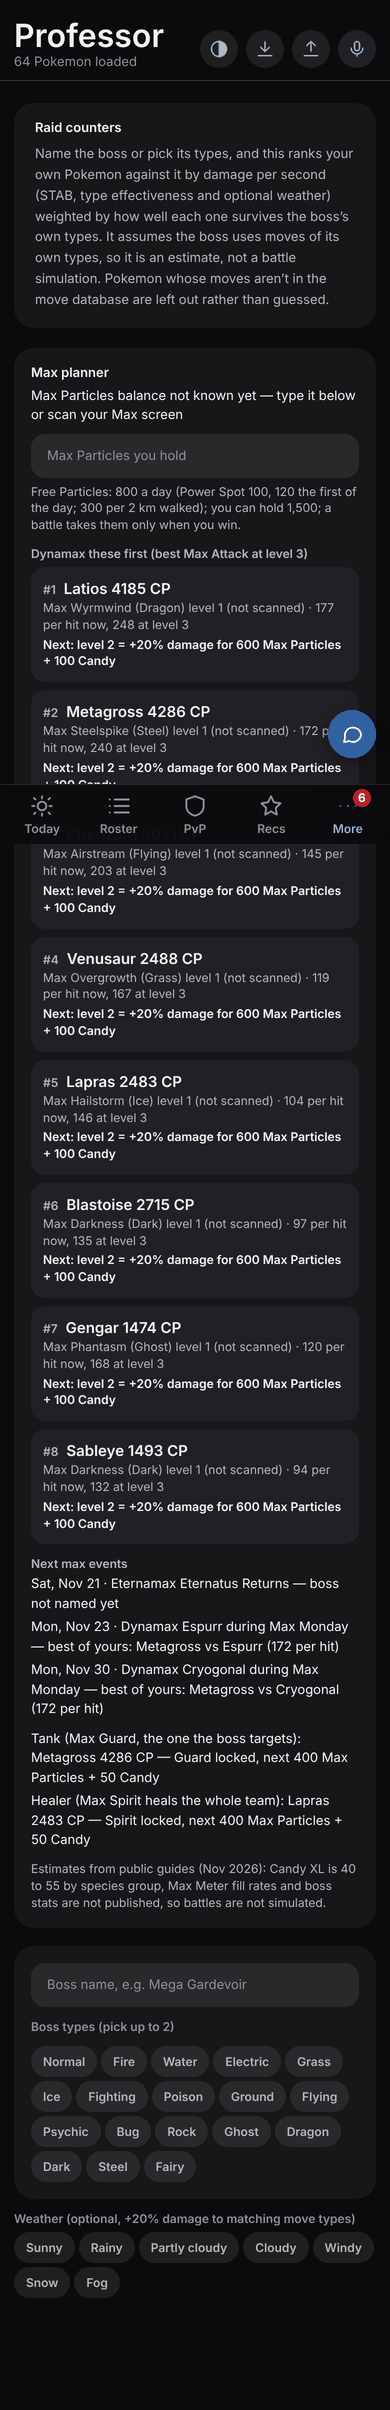 Professor
64 Pokemon loaded
Raid counters
Name the boss or pick its types, and this ranks your
own Pokemon against it by damage per second
(STAB, type effectiveness and optional weather)
weighted by how well each one survives the boss’s
own types. It assumes the boss uses moves of its
own types, so it is an estimate, not a battle
simulation. Pokemon whose moves aren’t in the
move database are left out rather than guessed.
Max planner
Max Particles balance not known yet — type it below
or scan your Max screen
Max Particles you hold
Free Particles: 800 a day (Power Spot 100, 120 the first of
the day; 300 per 2 km walked); you can hold 1,500; a
battle takes them only when you win.
Dynamax these first (best Max Attack at level 3)
#1 Latios 4185 CP
Max Wyrmwind (Dragon) level 1 (not scanned) · 177
per hit now, 248 at level 3
Next: level 2 = +20% damage for 600 Max Particles
+ 100 Candy
#2 Metagross 4286 CP
Max Steelspike (Steel) level 1 (not scanned) · 172 p
hit now, 240 at level 3
Next: level 2 = +20% damage for 600 Max Particles
+ 100 Candy
6
Today
Roster
PvP
Recs
More
Max Airstream (Flying) level 1 (not scanned) · 145 per
hit now, 203 at level 3
Next: level 2 = +20% damage for 600 Max Particles
+ 100 Candy
#4 Venusaur 2488 CP
Max Overgrowth (Grass) level 1 (not scanned) · 119
per hit now, 167 at level 3
Next: level 2 = +20% damage for 600 Max Particles
+ 100 Candy
#5 Lapras 2483 CP
Max Hailstorm (Ice) level 1 (not scanned) · 104 per hit
now, 146 at level 3
Next: level 2 = +20% damage for 600 Max Particles
+ 100 Candy
#6 Blastoise 2715 CP
Max Darkness (Dark) level 1 (not scanned) · 97 per hit
now, 135 at level 3
Next: level 2 = +20% damage for 600 Max Particles
+ 100 Candy
#7 Gengar 1474 CP
Max Phantasm (Ghost) level 1 (not scanned) · 120 per
hit now, 168 at level 3
Next: level 2 = +20% damage for 600 Max Particles
+ 100 Candy
#8 Sableye 1493 CP
Max Darkness (Dark) level 1 (not scanned) · 94 per
hit now, 132 at level 3
Next: level 2 = +20% damage for 600 Max Particles
+ 100 Candy
Next max events
Sat, Nov 21 · Eternamax Eternatus Returns — boss
not named yet
Mon, Nov 23 · Dynamax Espurr during Max Monday
— best of yours: Metagross vs Espurr (172 per hit)
Mon, Nov 30 · Dynamax Cryogonal during Max
Monday — best of yours: Metagross vs Cryogonal
(172 per hit)
Tank (Max Guard, the one the boss targets):
Metagross 4286 CP — Guard locked, next 400 Max
Particles + 50 Candy
Healer (Max Spirit heals the whole team): Lapras
2483 CP — Spirit locked, next 400 Max Particles +
50 Candy
Estimates from public guides (Nov 2026): Candy XL is 40
to 55 by species group, Max Meter fill rates and boss
stats are not published, so battles are not simulated.
Boss name, e.g. Mega Gardevoir
Boss types (pick up to 2)
Normal Fire Water Electric Grass
Ice Fighting Poison Ground Flying
Psychic Bug Rock Ghost Dragon
Dark Steel Fairy
Weather (optional, +20% damage to matching move types)
Sunny Rainy Partly cloudy Cloudy Windy
Snow Fog